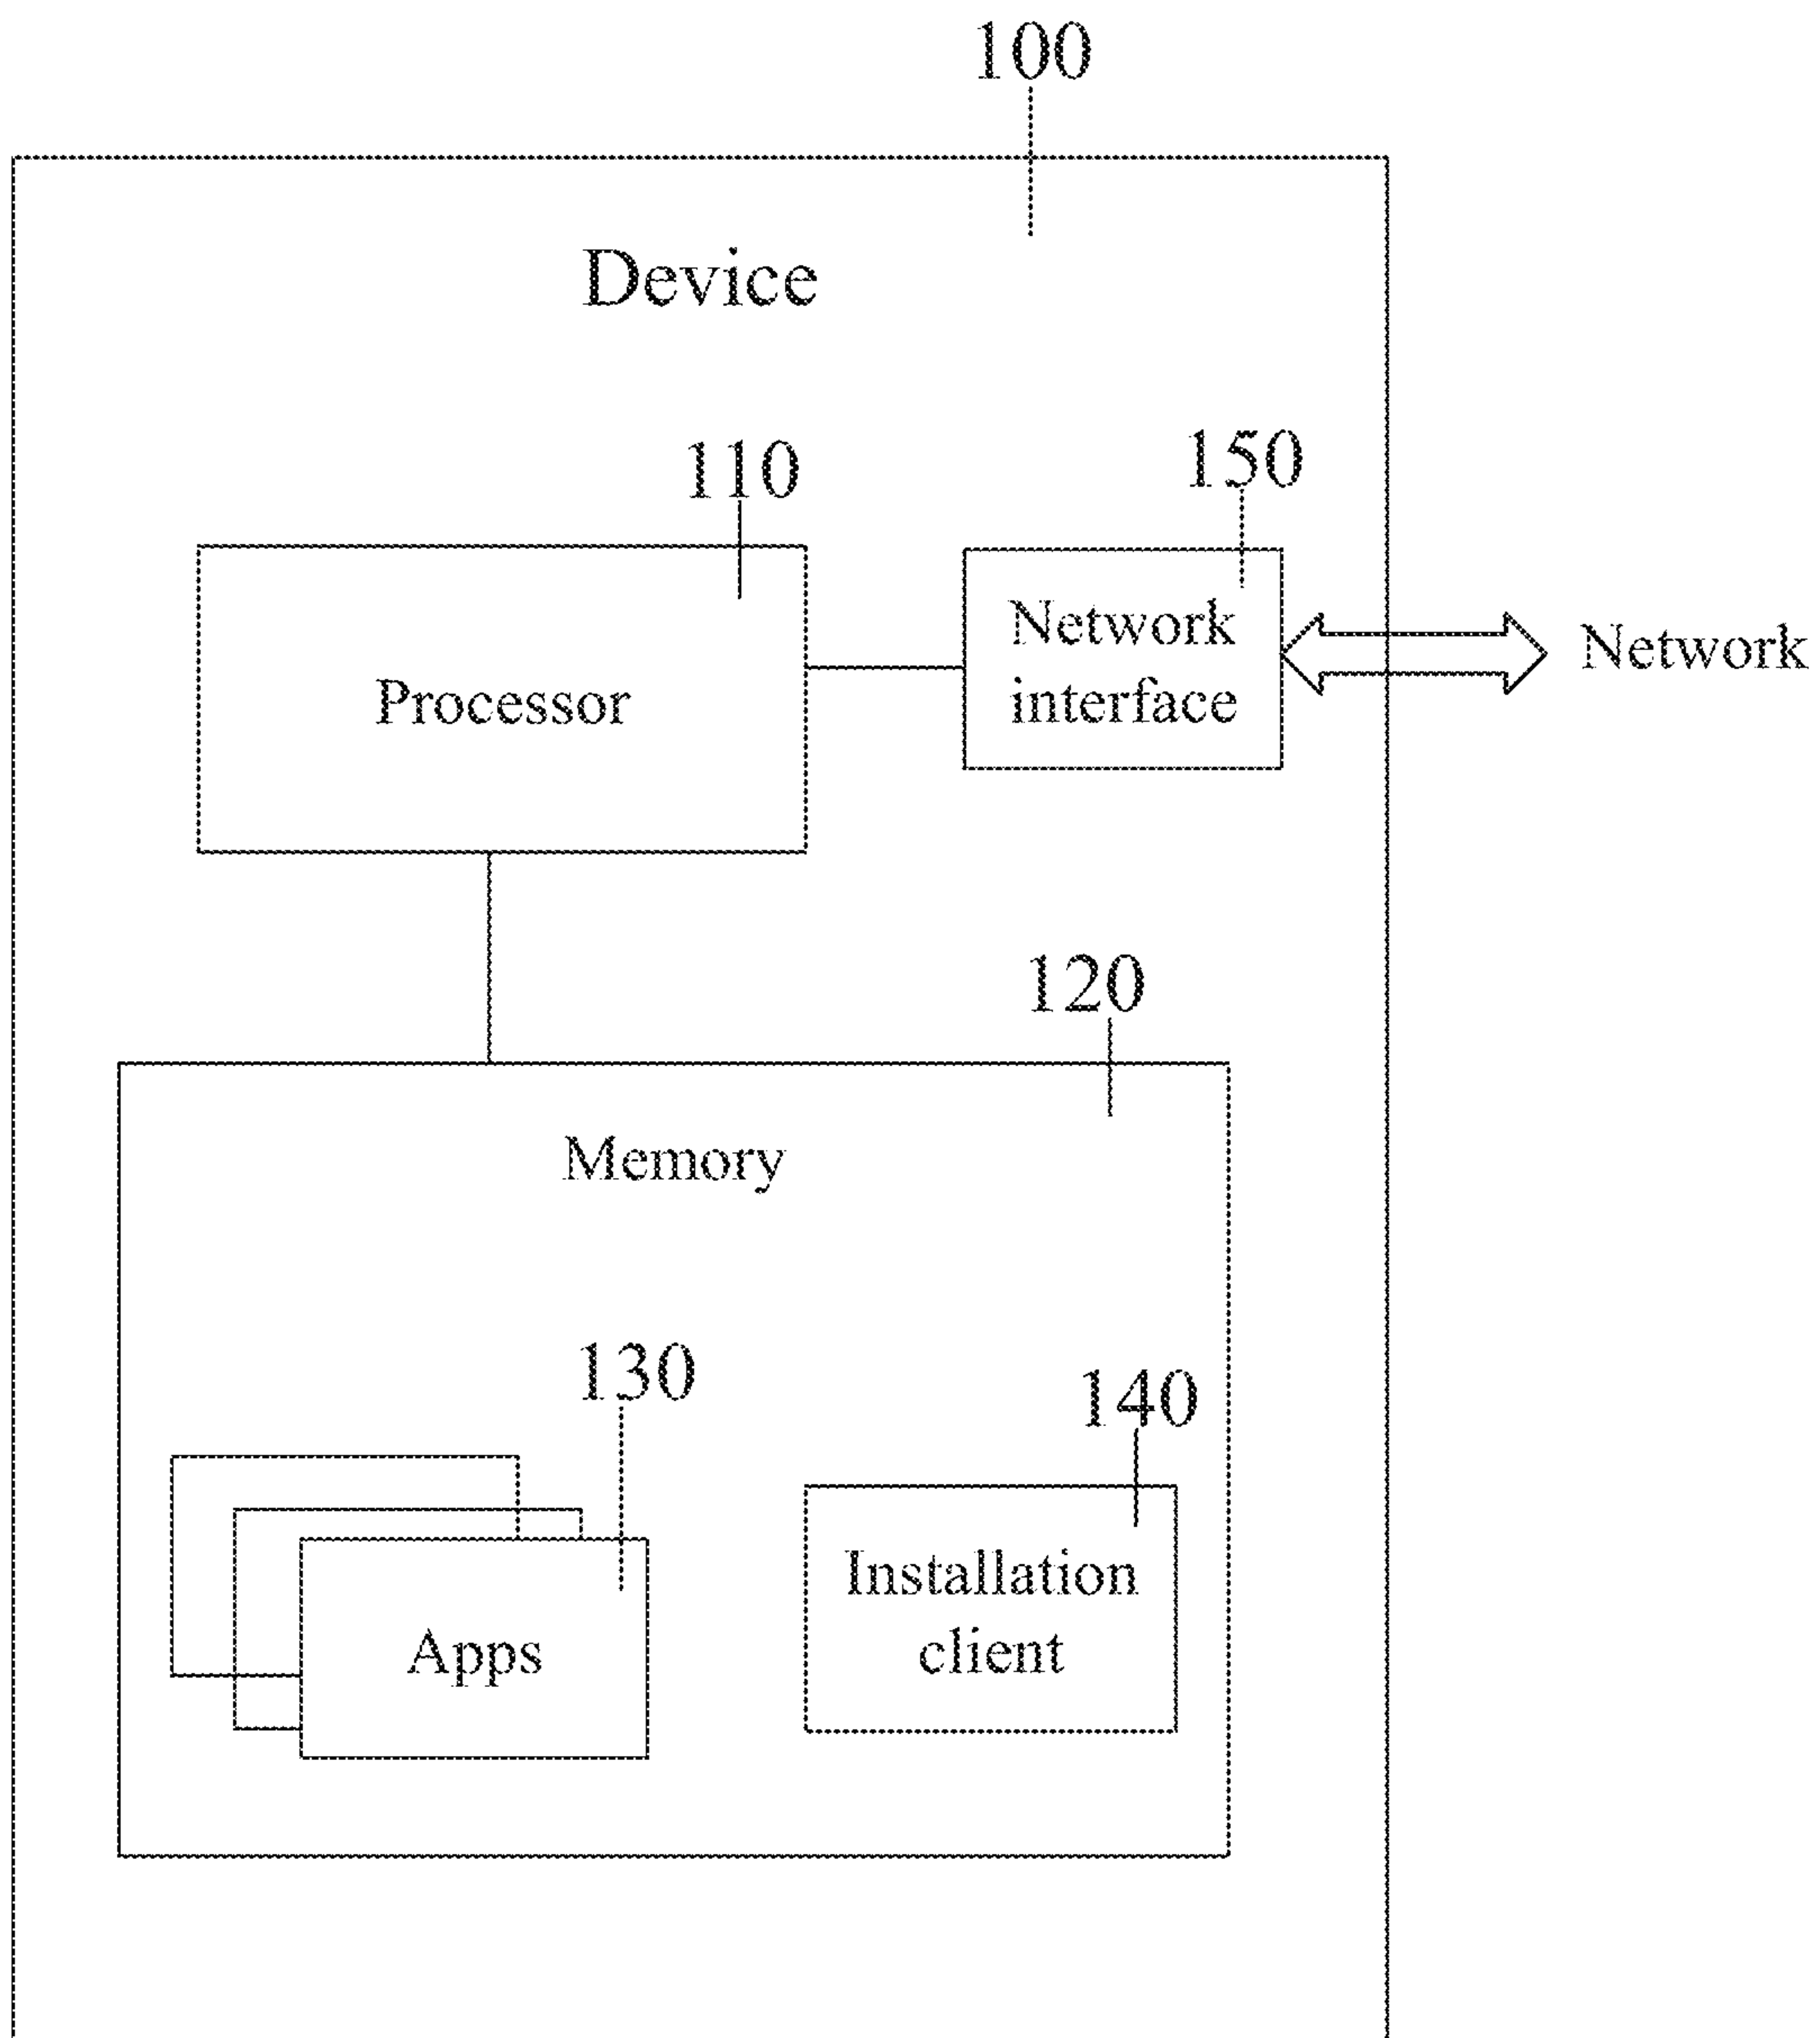 100
Device
110
150
Processor
Network
interface
Network
120
Memory
130
140
Apps
Installation
client